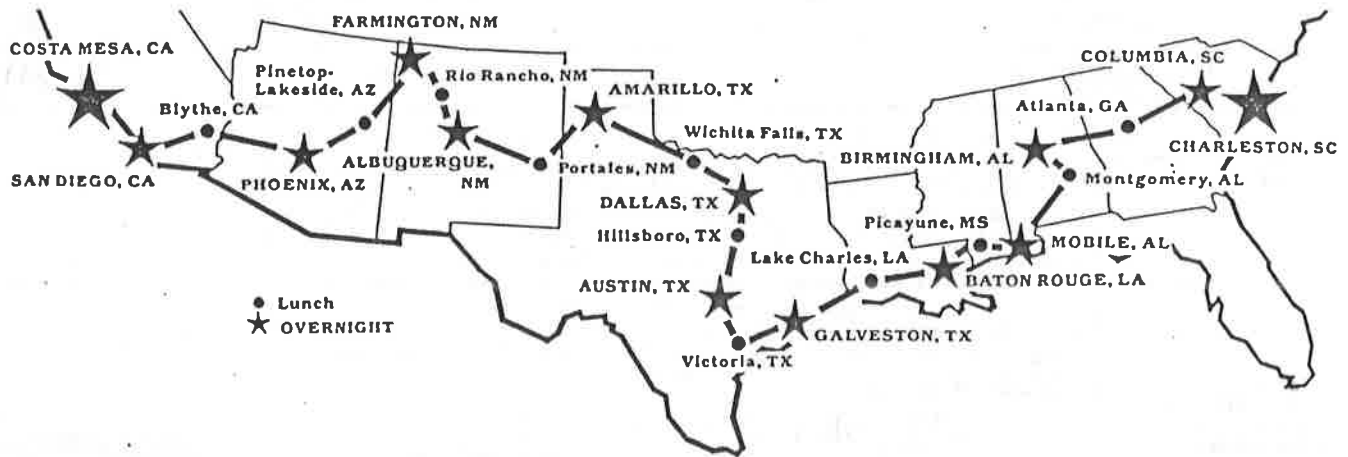 FARMINGTON, NM
COSTA MESA, CA
COLUMBIA, SC
Pinetop-
Lakeside, AZ
Rio Rancho, NM
AMARILLO, TX
Blythe, CA
Atlanta, GA
Wichita Falls, TX
CHARLESTON, SC
BIRMINGHAM, AL
SAN DIEGO, CA
PHOENIX, AZ
ALBUQUERQUE,
NM
Portales, NM
Montgomery, AL
DALLAS, TX
Picayune, MS
Hillsboro, TX
MOBILE, AL
Lake Charles, LA
BATON ROUGE, LA
AUSTIN, TX
Lunch
OVERNIGHT
GALVESTON, TX
Victoria, TX